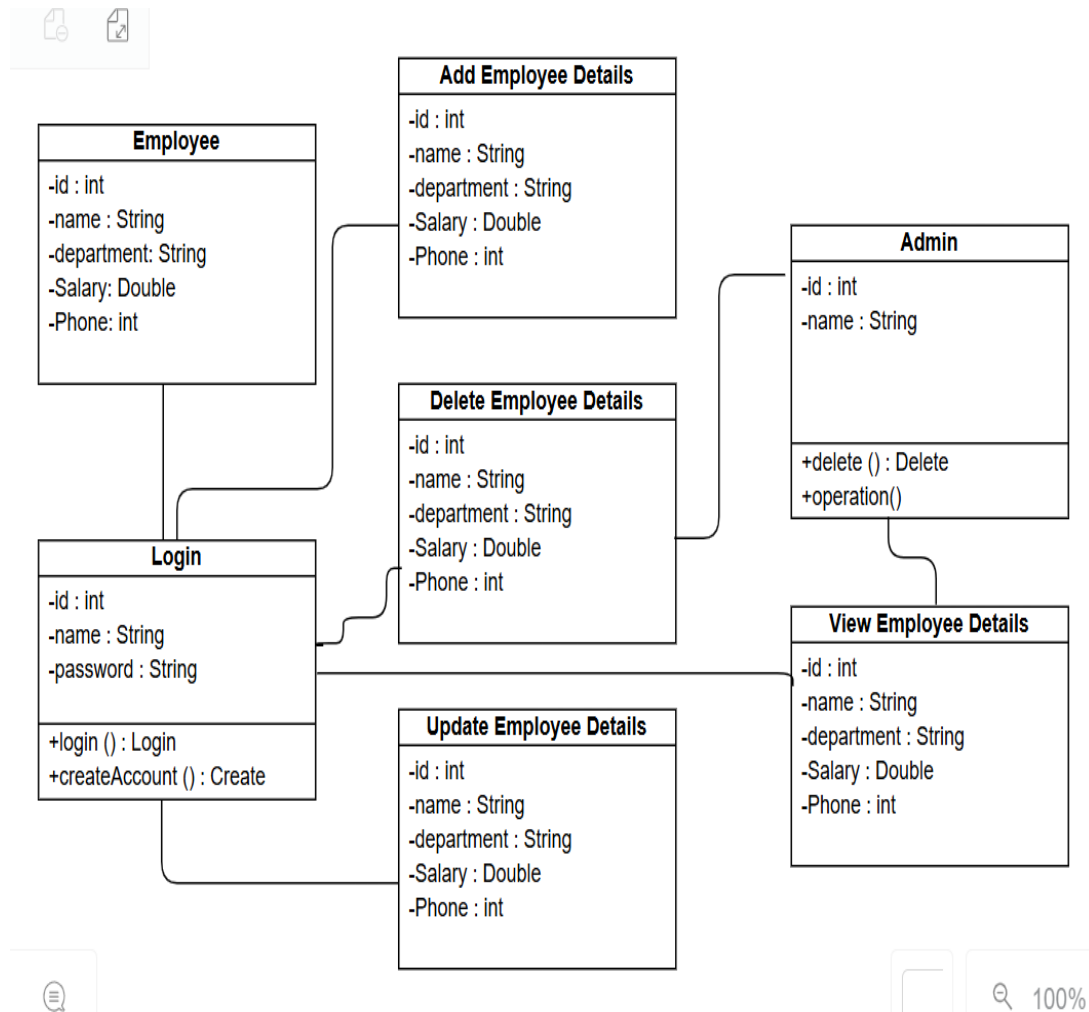 Employee
-id : int
-name : String
-department: String
-Salary: Double
-Phone: int
Add Employee Details
-id : int
-name : String
-department : String
-Salary : Double
-Phone : int
Admin
-id : int
-name : String
+delete () : Delete
+operation()
Delete Employee Details
-id : int
-name : String
-department : String
-Salary : Double
-Phone : int
Login
-id : int
-name : String
-password : String
+login () : Login
+createAccount () : Create
View Employee Details
-id : int
-name : String
-department : String
-Salary : Double
-Phone : int
Update Employee Details
-id : int
-name : String
-department : String
-Salary : Double
-Phone : int
100%